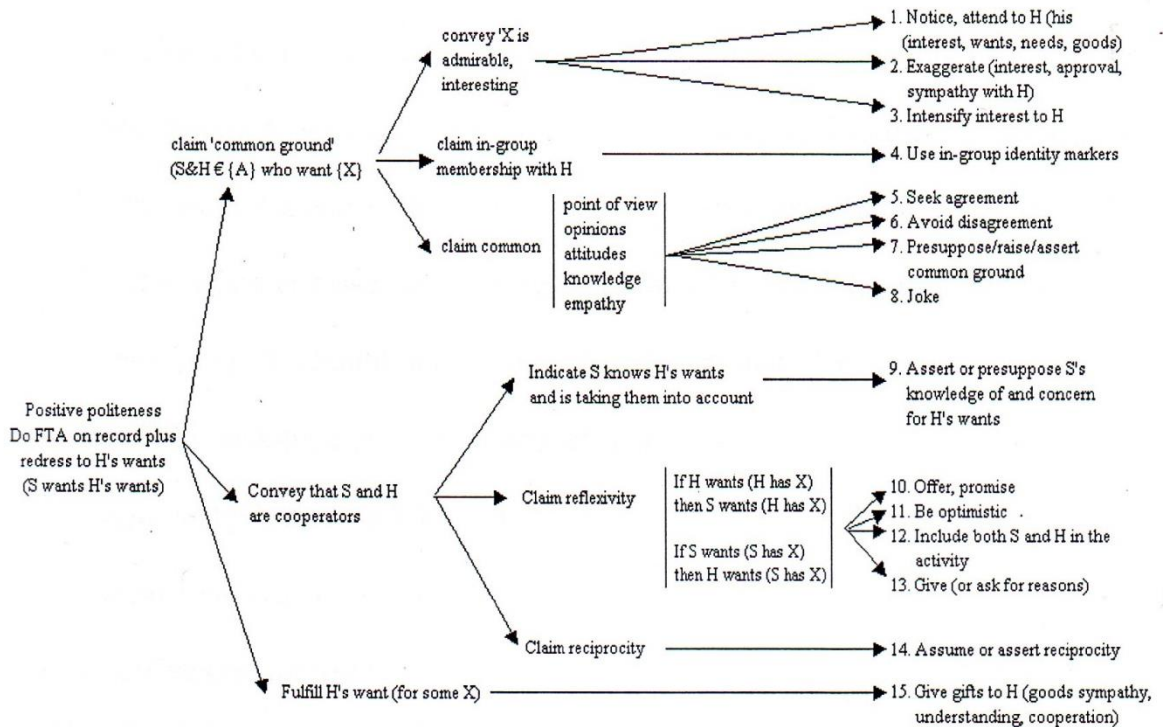 convey 'X is
admirable,
interesting
1. Notice, attend to H (his
(interest, wants, needs, goods)
2. Exaggerate (interest, approval,
sympathy with H)
3. Intensify interest to H
claim 'common ground'
(S&H € {A} who want {X}
claim in-group
membership with H
4. Use in-group identity markers
claim common
point of view
opinions
attitudes
knowledge
empathy
5. Seek agreement
6. Avoid disagreement
7. Presuppose/raise/assert
common ground
8. Joke
Positive politeness
Do FTA on record plus
redress to H's wants
(S wants H's wants)
Convey that S and H
are cooperators
Indicate S knows H's wants
and is taking them into account
9. Assert or presuppose S's
knowledge of and concern
for H's wants
Claim reflexivity
If H wants (H has X)
then S wants (H has X)
If S wants (S has X)
then H wants (S has X)
10. Offer, promise
11. Be optimistic
12. Include both S and H in the
activity
13. Give (or ask for reasons)
Claim reciprocity
14. Assume or assert reciprocity
Fulfill H's want (for some X)
15. Give gifts to H (goods sympathy,
understanding, cooperation)